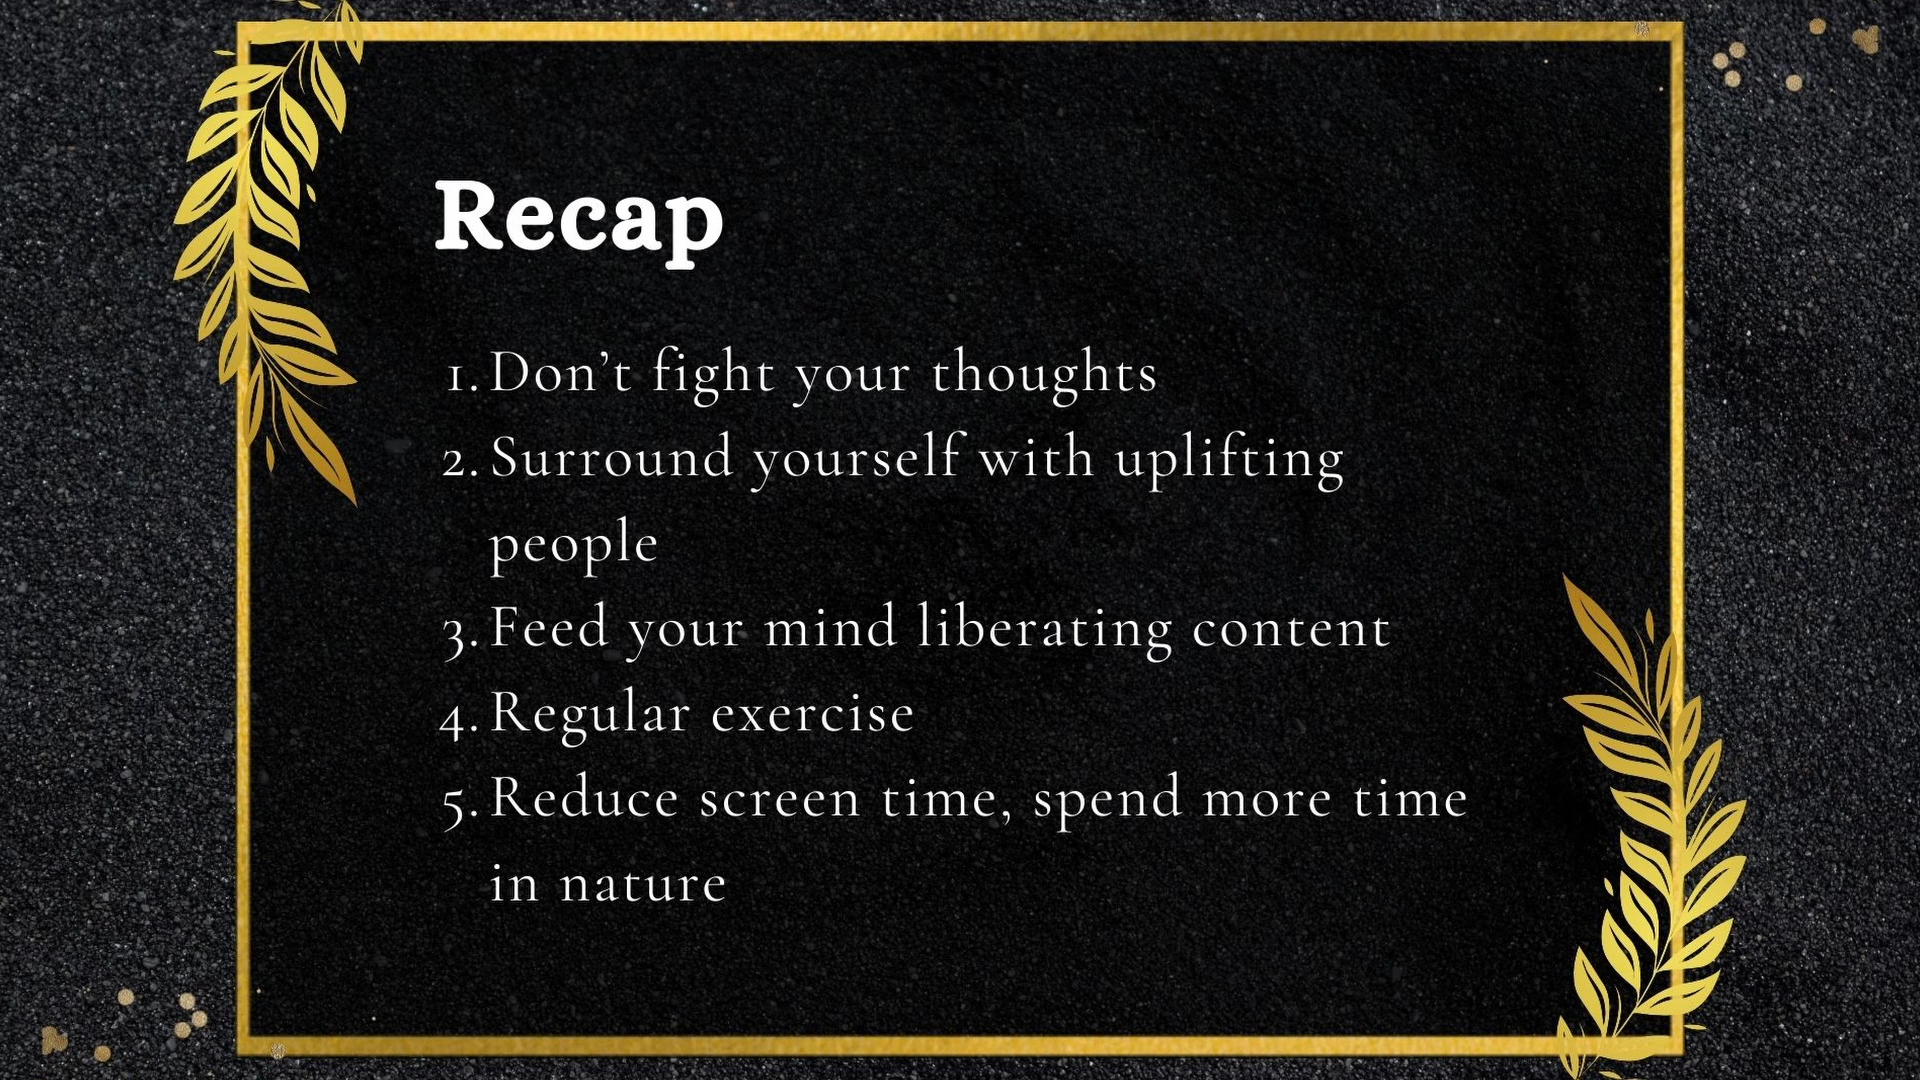 Recap
1. Don’t fight your thoughts
2. Surround yourself with uplifting
people
3. Feed your mind liberating content
4. Regular exercise
5. Reduce screen time, spend more time
in nature